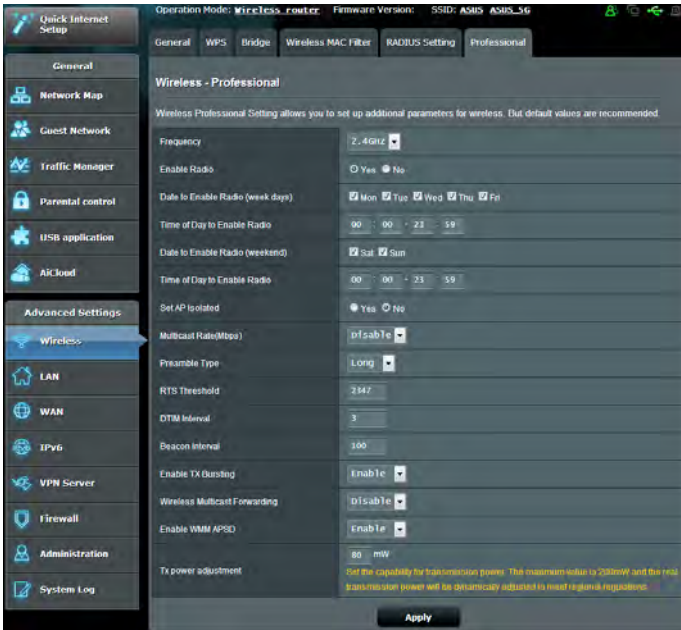 Operation Mode: Wireless router Firmware Version: SSID: ASUS ASUS_5G
Quick Internet Setup
General WPS Bridge Wireless MAC Filter RADIUS Setting Professional
General
Network Map
Guest Network
Traffic Manager
Parental control
USB application
AiCloud
Advanced Settings
Wireless
LAN
WAN
IPv6
VPN Server
Firewall
Administration
System Log
Wireless - Professional
Wireless Professional Setting allows you to set up additional parameters for wireless. But default values are recommended.
Frequency 2.4GHz
Enable Radio Yes No
Date to Enable Radio (week days) Mon Tue Wed Thu Fri
Time of Day to Enable Radio 00 : 00 - 23 : 59
Date to Enable Radio (weekend) Sat Sun
Time of Day to Enable Radio 00 : 00 - 23 : 59
Set AP Isolated Yes No
Multicast Rate(Mbps) Disable
Preamble Type Long
RTS Threshold 2347
DTIM Interval 3
Beacon Interval 100
Enable TX Bursting Enable
Wireless Multicast Forwarding Disable
Enable WMM APSD Enable
Tx power adjustment 80 mW
Set the capability for transmission power. The maximum value is 200mW and the real
transmission power will be dynamically adjusted to meet regional regulations
Apply